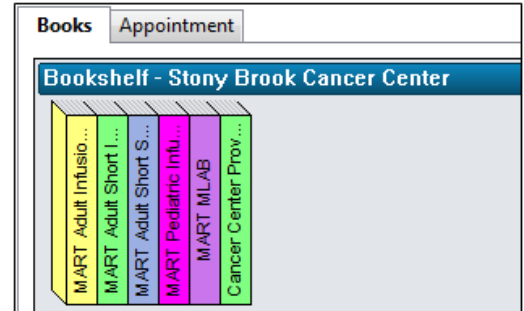 Books Appointment
Bookshelf - Stony Brook Cancer Center
MART Adult Infusio...
MART Adult Short I...
MART Adult Short S...
MART Pediatric Infu...
MART MLAB
Cancer Center Prov...